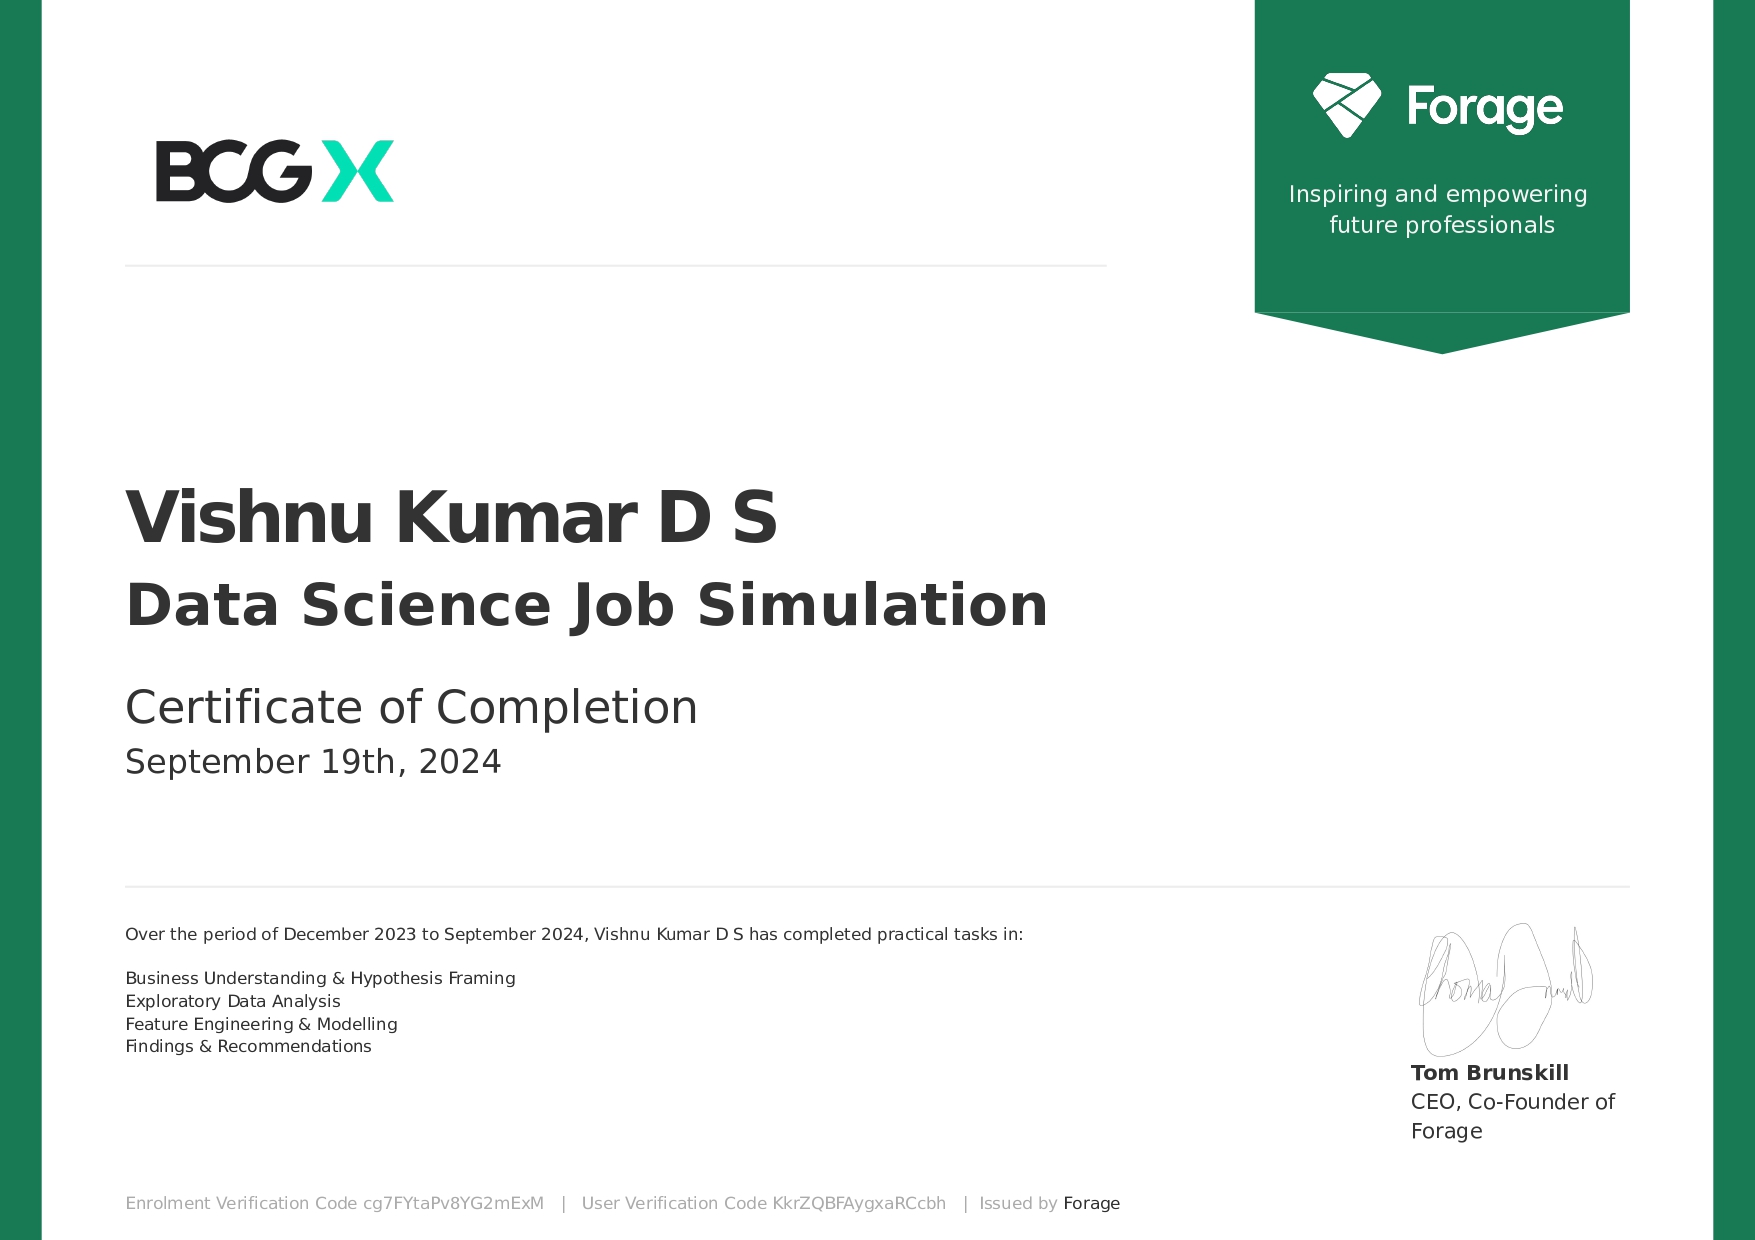 BCG X
Forage
Inspiring and empowering
future professionals
Vishnu Kumar D S
Data Science Job Simulation
Certificate of Completion
September 19th, 2024
Over the period of December 2023 to September 2024, Vishnu Kumar D S has completed practical tasks in:
Business Understanding & Hypothesis Framing
Exploratory Data Analysis
Feature Engineering & Modelling
Findings & Recommendations
Tom Brunskill
CEO, Co-Founder of
Forage
Enrolment Verification Code cg7FYtaPv8YG2mExM | User Verification Code KkrZQBFAygxaRCcbh | Issued by Forage